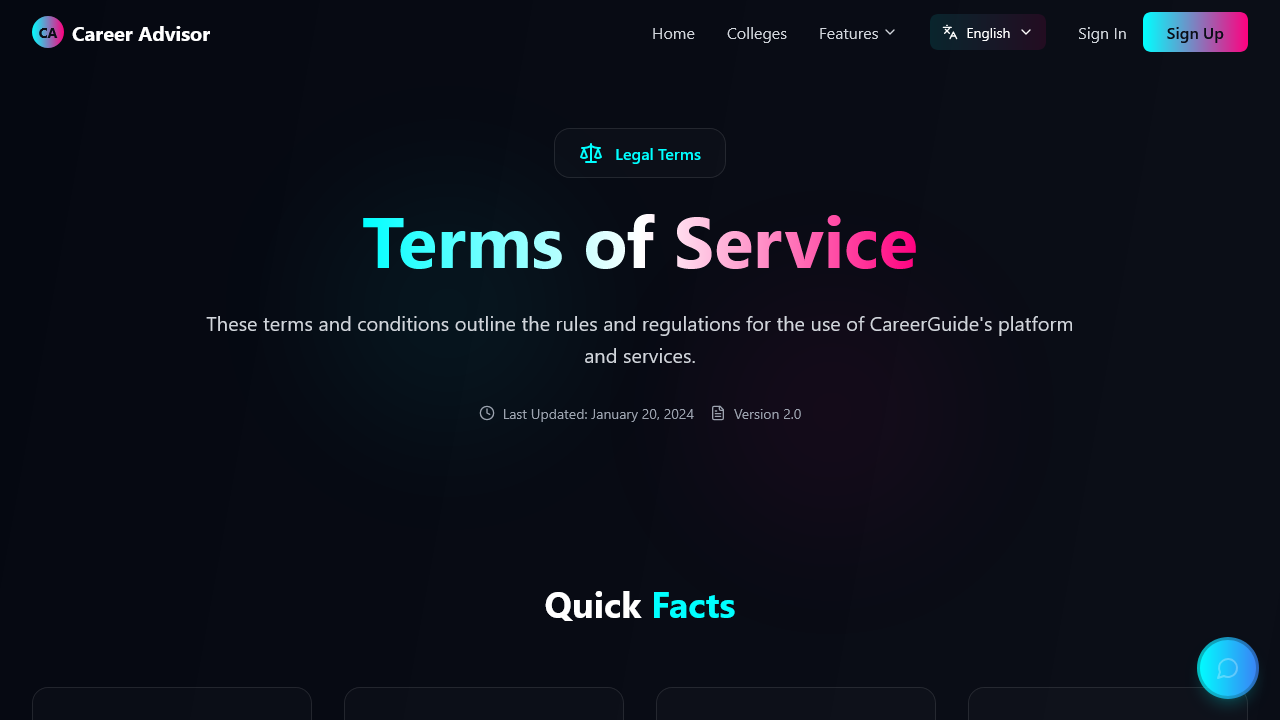 CA Career Advisor
Home
Colleges
Features
English
Sign In
Sign Up
Legal Terms
Terms of Service
These terms and conditions outline the rules and regulations for the use of CareerGuide's platform
and services.
Last Updated: January 20, 2024
Version 2.0
Quick Facts